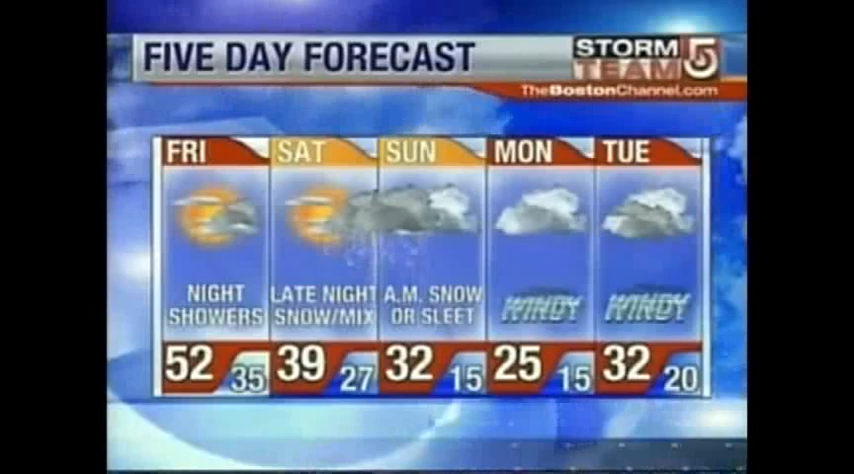 FIVE DAY FORECAST
STORM
TEAM 5
TheBostonChannel.com
FRI SAT SUN MON TUE
NIGHT SHOWERS
LATE NIGHT SNOW/MIX
A.M. SNOW OR SLEET
WINDY
WINDY
52 35 39 27 32 15 25 15 32 20